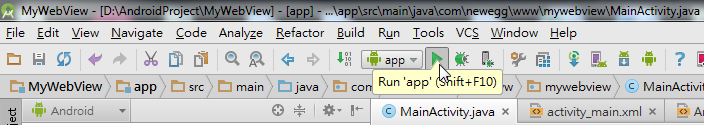 MyWebView - [D:\AndroidProject\MyWebView] - [app] - ...\app\src\main\java\com\newegg\www\mywebview\MainActivity.java
File Edit View Navigate Code Analyze Refactor Build Run Tools VCS Window Help
app
MyWebView app src main java mywebview MainActiv
Run 'app' (Shift+F10)
Android MainActivity.java activity_main.xml